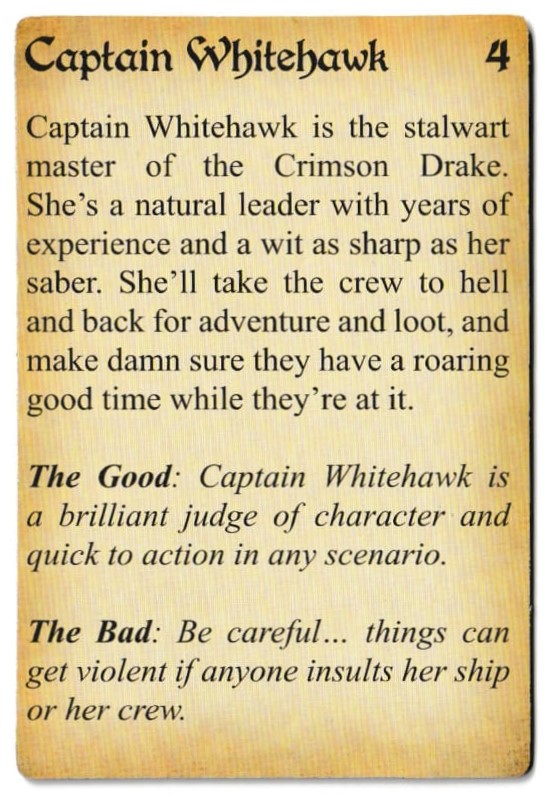 Captain Whitehawk 4
Captain Whitehawk is the stalwart
master of the Crimson Drake.
She's a natural leader with years of
experience and a wit as sharp as her
saber. She'll take the crew to hell
and back for adventure and loot, and
make damn sure they have a roaring
good time while they're at it.
The Good: Captain Whitehawk is
a brilliant judge of character and
quick to action in any scenario.
The Bad: Be careful... things can
get violent if anyone insults her ship
or her crew.